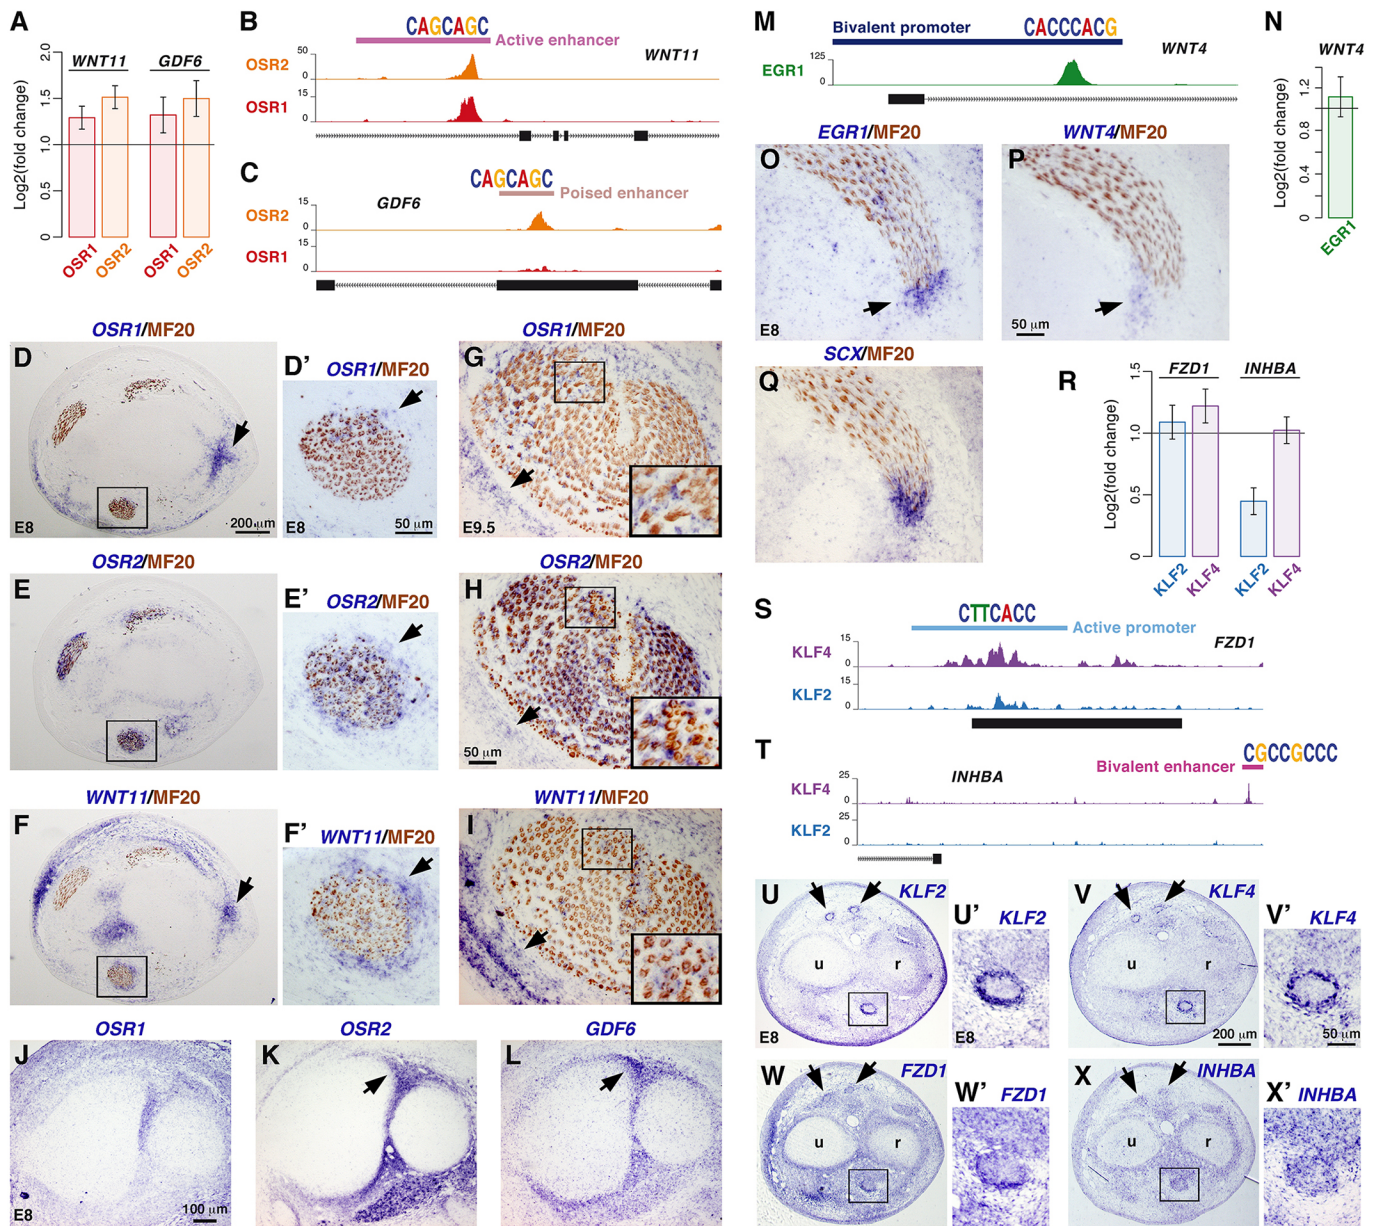 A
WNT11 GDF6
Log2(fold change)
2.0
1.5
1.0
0.5
0
OSR1 OSR2 OSR1 OSR2
B
CAGCAGC
Active enhancer
WNT11
OSR2 50 0
OSR1 15 0
C
CAGCAGC
Poised enhancer
GDF6
OSR2 15 0
OSR1 15 0
OSR1/MF20
D
E8
200 µm
D'
OSR1/MF20
E8
50 µm
OSR1/MF20
G
E9.5
OSR2/MF20
E
E'
OSR2/MF20
OSR2/MF20
H
50 µm
WNT11/MF20
F
F'
WNT11/MF20
WNT11/MF20
I
OSR1
J
E8
100 µm
OSR2
K
GDF6
L
M
Bivalent promoter
CACCCACG
WNT4
EGR1 125 0
N
WNT4
Log2(fold change)
1.2
0.8
0.4
0
EGR1
EGR1/MF20
O
E8
WNT4/MF20
P
50 µm
SCX/MF20
Q
R
FZD1 INHBA
Log2(fold change)
1.5
1.0
0.5
0
KLF2 KLF4 KLF2 KLF4
S
CTTCACC
Active promoter
FZD1
KLF4 15 0
KLF2 15 0
T
CGCCGCCC
Bivalent enhancer
INHBA
KLF4 25 0
KLF2 25 0
U
KLF2
u r
E8
U'
KLF2
V
KLF4
u r
200 µm
V'
KLF4
50 µm
W
FZD1
u r
W'
FZD1
X
INHBA
u r
X'
INHBA